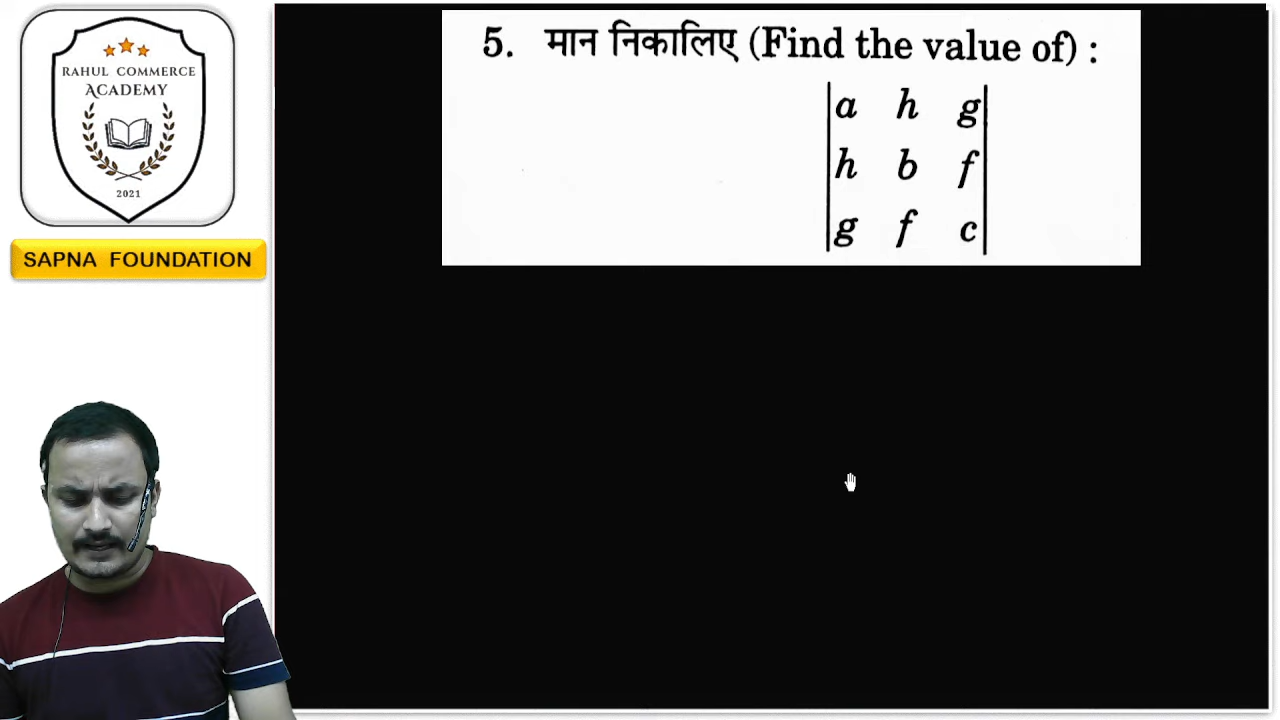 RAHUL COMMERCE
ACADEMY
2021
SAPNA FOUNDATION
5. मान निकालिए (Find the value of) :
a h g
h b f
g f c